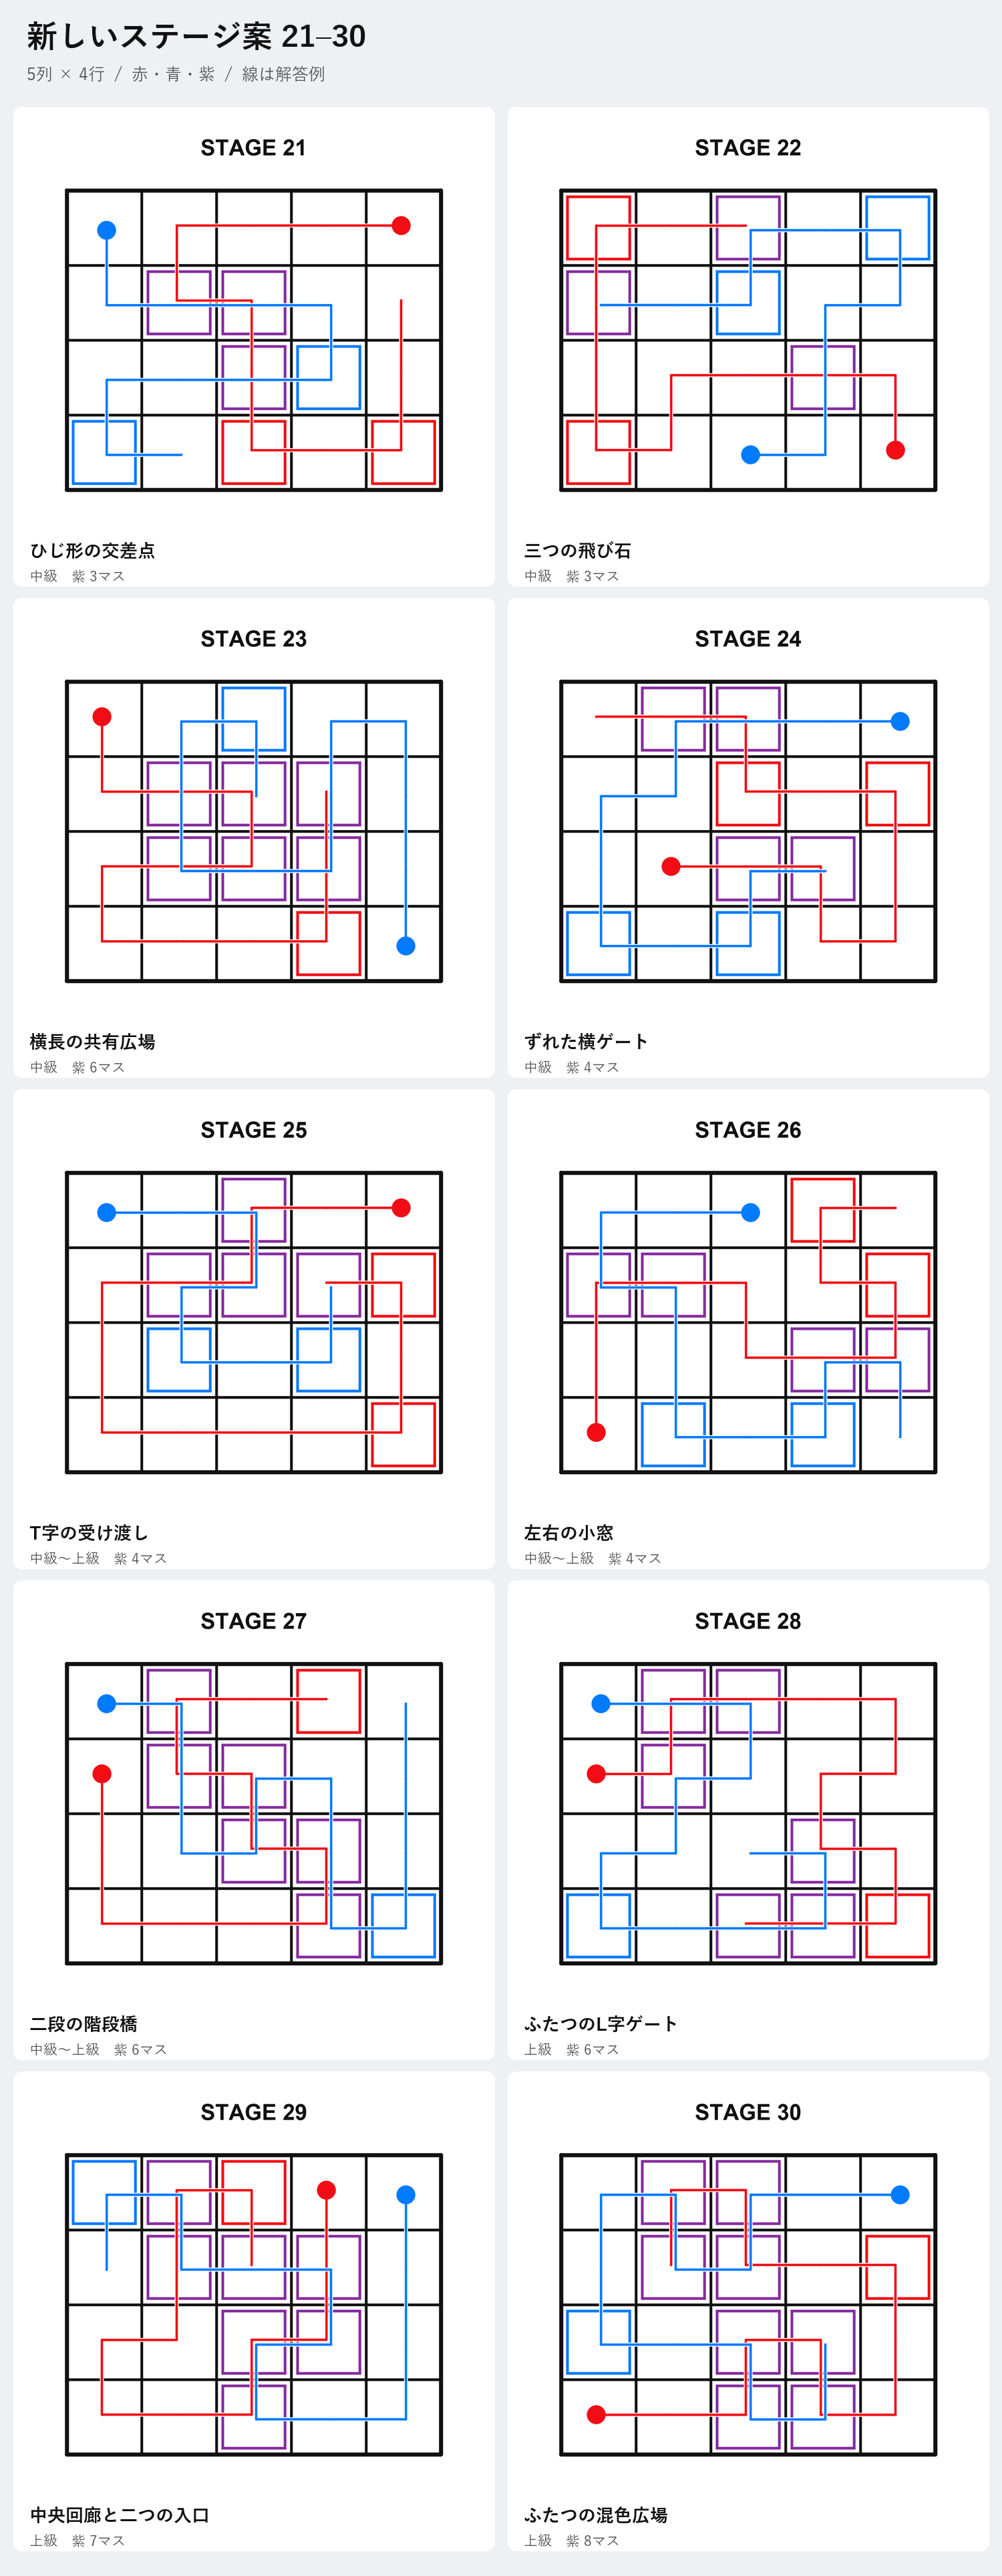 新しいステージ案 21–30
5列 × 4行 / 赤・青・紫 / 線は解答例
STAGE 21
ひじ形の交差点
中級 紫 3マス
STAGE 22
三つの飛び石
中級 紫 3マス
STAGE 23
横長の共有広場
中級 紫 6マス
STAGE 24
ずれた横ゲート
中級 紫 4マス
STAGE 25
T字の受け渡し
中級〜上級 紫 4マス
STAGE 26
左右の小窓
中級〜上級 紫 4マス
STAGE 27
二段の階段橋
中級〜上級 紫 6マス
STAGE 28
ふたつのL字ゲート
上級 紫 6マス
STAGE 29
中央回廊と二つの入口
上級 紫 7マス
STAGE 30
ふたつの混色広場
上級 紫 8マス